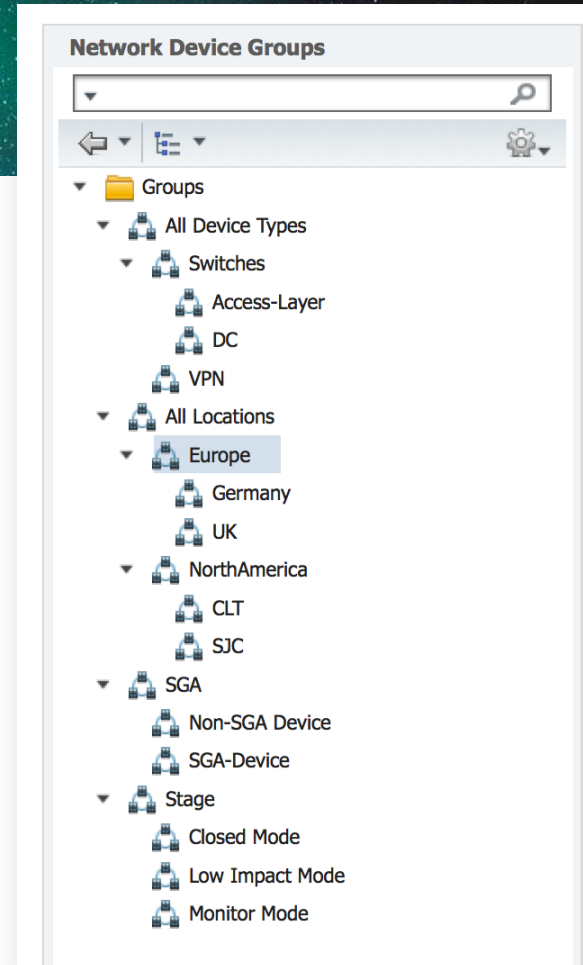 Network Device Groups
Groups
All Device Types
Switches
Access-Layer
DC
VPN
All Locations
Europe
Germany
UK
NorthAmerica
CLT
SJC
SGA
Non-SGA Device
SGA-Device
Stage
Closed Mode
Low Impact Mode
Monitor Mode